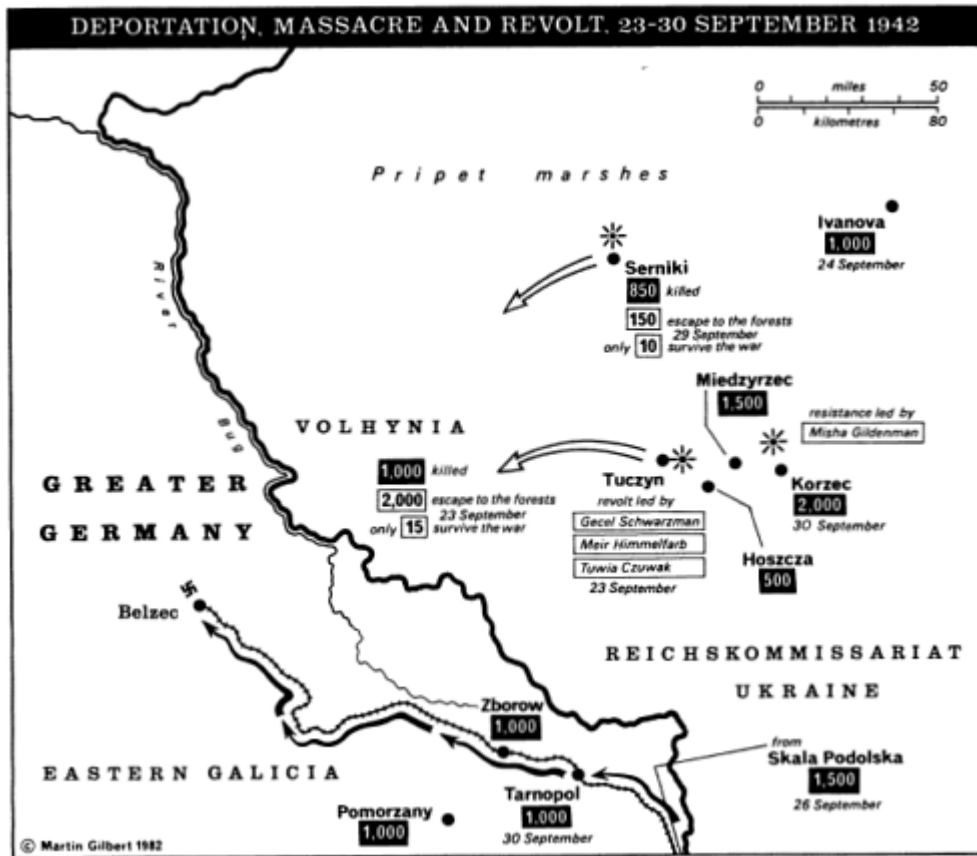 DEPORTATION, MASSACRE AND REVOLT, 23-30 SEPTEMBER 1942
0 miles 50
0 kilometres 80
Pripet marshes
Ivanova
1,000
24 September
Serniki
850 killed
150 escape to the forests
29 September
only 10 survive the war
River Bug
Miedzyrzec
1,500
resistance led by
Misha Gildenman
VOLHYNIA
1,000 killed
2,000 escape to the forests
23 September
only 15 survive the war
Tuczyn
revolt led by
Gecel Schwarzman
Meir Himmelfarb
Tuwia Czuwak
23 September
Korzec
2,000
30 September
Hoszcza
500
GREATER
GERMANY
Belzec
REICHSKOMMISSARIAT
UKRAINE
Zborow
1,000
from
Skala Podolska
1,500
26 September
EASTERN GALICIA
Tarnopol
1,000
30 September
Pomorzany
1,000
© Martin Gilbert 1982